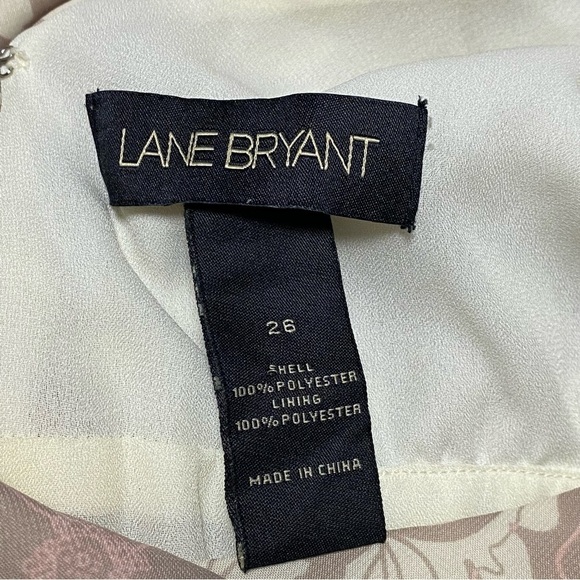 LANE BRYANT
26
SHELL
100% POLYESTER
LINING
100% POLYESTER
MADE IN CHINA